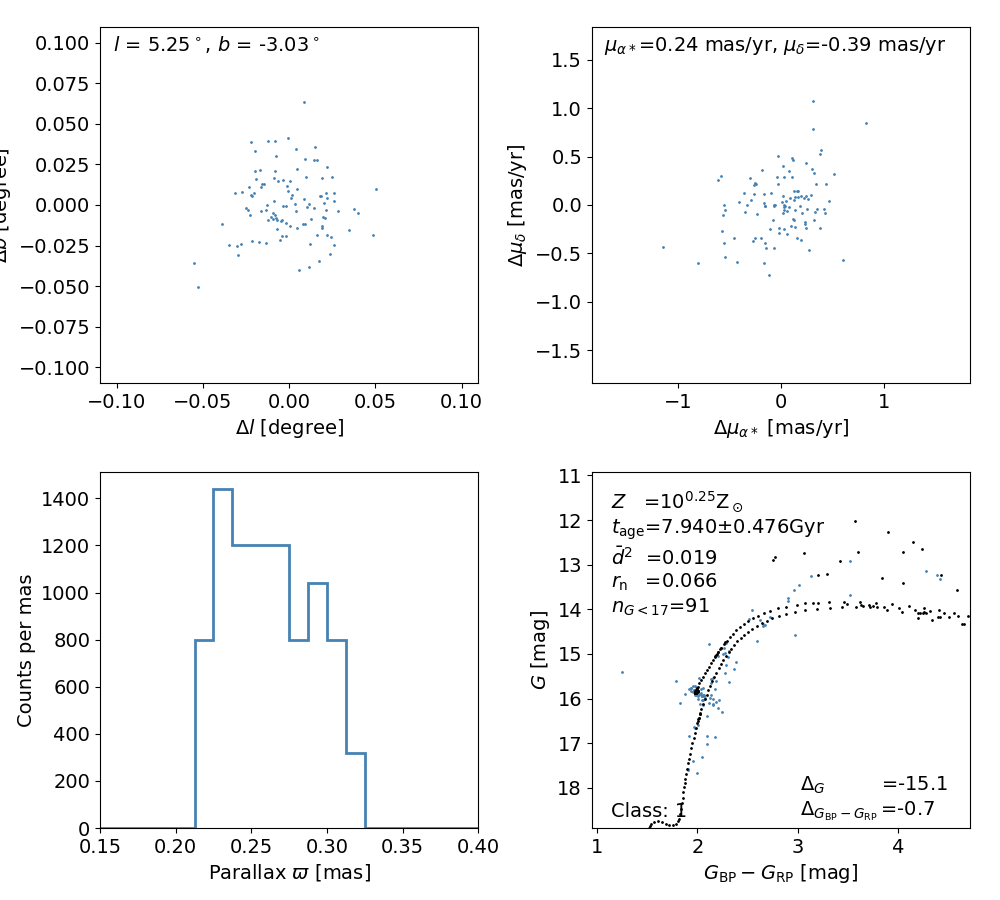 l = 5.25°, b = -3.03°
0.100
0.075
0.050
0.025
0.000
−0.025
−0.050
−0.075
−0.100
−0.10 −0.05 0.00 0.05 0.10
Δl [degree]
Δb [degree]
μα*=0.24 mas/yr, μδ=-0.39 mas/yr
1.5
1.0
0.5
0.0
−0.5
−1.0
−1.5
−1 0 1
Δμα* [mas/yr]
Δμδ [mas/yr]
1400
1200
1000
800
600
400
200
0
0.15 0.20 0.25 0.30 0.35 0.40
Parallax ϖ [mas]
Counts per mas
Z =10^0.25 Z⊙
t_age=7.940±0.476Gyr
d̄² =0.019
r_n =0.066
n_G<17=91
Δ_G =-15.1
Δ_G_BP−G_RP =-0.7
Class: 1
11
12
13
14
15
16
17
18
1 2 3 4
G_BP − G_RP [mag]
G [mag]